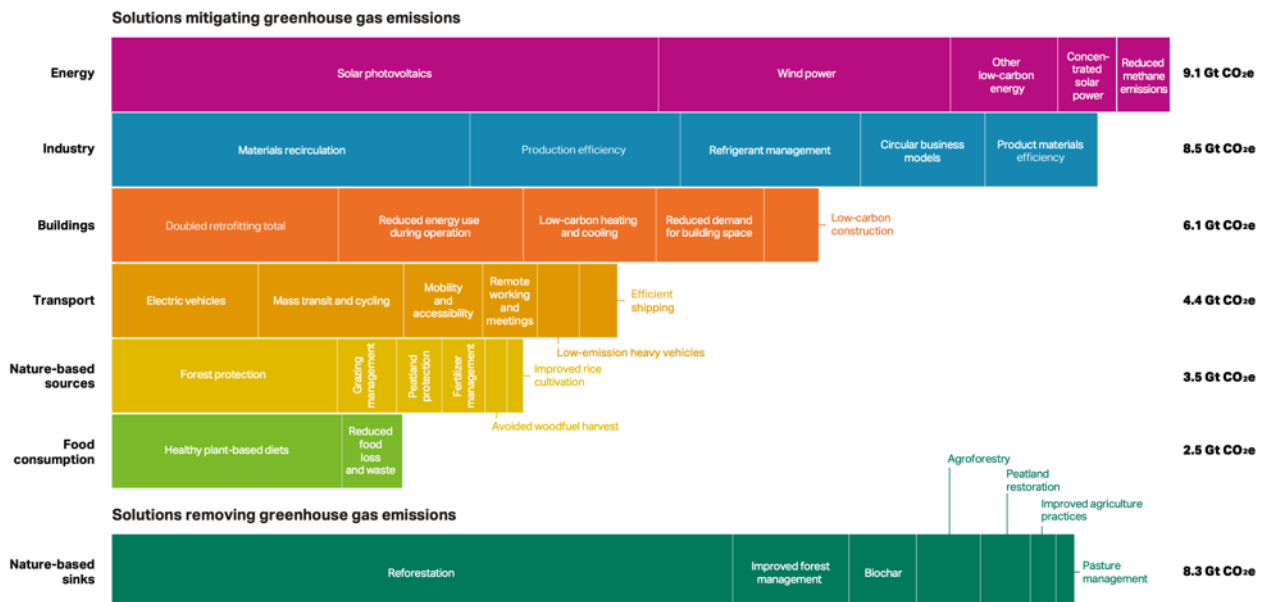 Solutions mitigating greenhouse gas emissions
Energy
Solar photovoltaics
Wind power
Other
low-carbon
energy
Concen-
trated
solar
power
Reduced
methane
emissions
9.1 Gt CO₂e
Industry
Materials recirculation
Production efficiency
Refrigerant management
Circular business
models
Product materials
efficiency
8.5 Gt CO₂e
Buildings
Doubled retrofitting total
Reduced energy use
during operation
Low-carbon heating
and cooling
Reduced demand
for building space
Low-carbon
construction
6.1 Gt CO₂e
Transport
Electric vehicles
Mass transit and cycling
Mobility
and
accessibility
Remote
working
and
meetings
Efficient
shipping
Low-emission heavy vehicles
4.4 Gt CO₂e
Nature-based
sources
Forest protection
Grazing
management
Peatland
protection
Fertilizer
management
Improved rice
cultivation
Avoided woodfuel harvest
3.5 Gt CO₂e
Food
consumption
Healthy plant-based diets
Reduced
food
loss
and waste
2.5 Gt CO₂e
Solutions removing greenhouse gas emissions
Nature-based
sinks
Reforestation
Improved forest
management
Biochar
Agroforestry
Peatland
restoration
Improved agriculture
practices
Pasture
management
8.3 Gt CO₂e